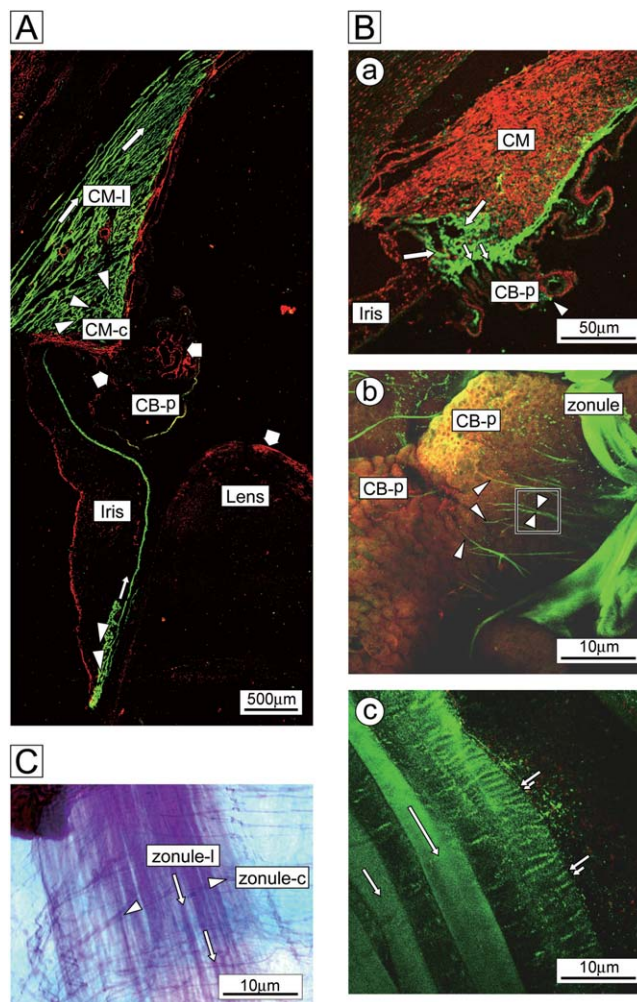 A
CM-l
CM-c
CB-p
Iris
Lens
500μm
B
a
CM
CB-p
Iris
50μm
b
CB-p
zonule
CB-p
10μm
C
zonule-l
zonule-c
10μm
c
10μm